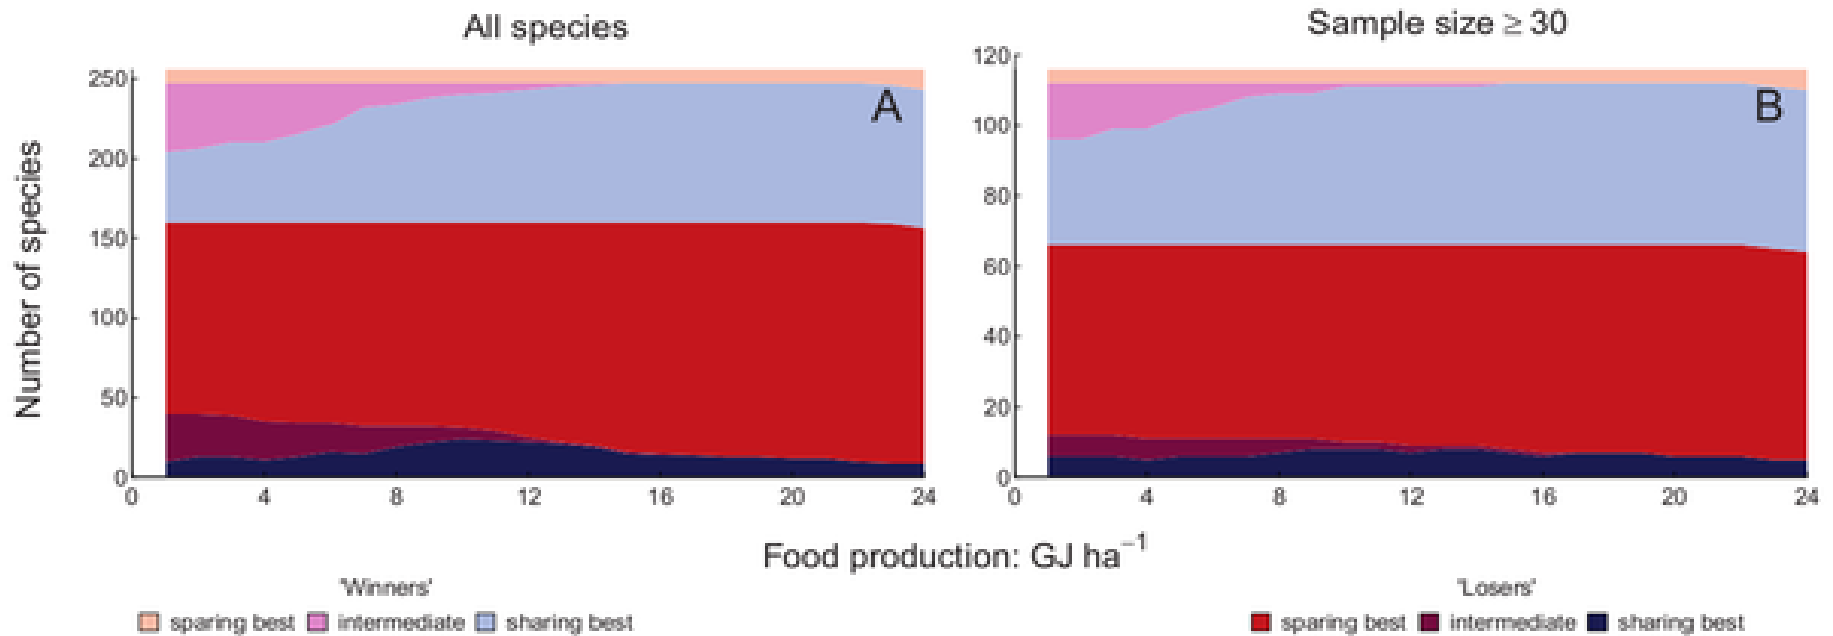 All species
Sample size ≥ 30
Number of species
250
200
150
100
50
0
A
0 4 8 12 16 20 24
120
100
80
60
40
20
0
B
0 4 8 12 16 20 24
Food production: GJ ha⁻¹
'Winners'
sparing best intermediate sharing best
'Losers'
sparing best intermediate sharing best